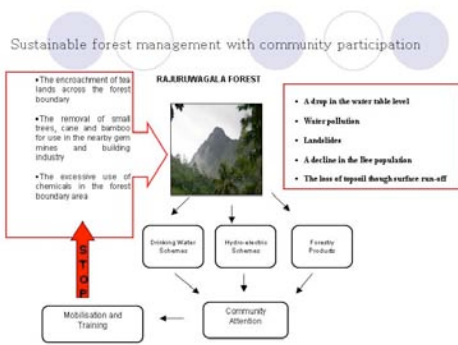 Sustainable forest management with community participation
•The encroachment of tea
lands across the forest
boundary
•The removal of small
trees, cane and bamboo
for use in the nearby gem
mines and building
industry
•The excessive use of
chemicals in the forest
boundary area
RAJURUWAGALA FOREST
• A drop in the water table level
• Water pollution
• Landslides
• A decline in the Bee population
• The loss of topsoil though surface run-off
Drinking Water
Schemes
Hydro-electric
Schemes
Forestry
Products
STOP
Mobilisation and
Training
Community
Attention